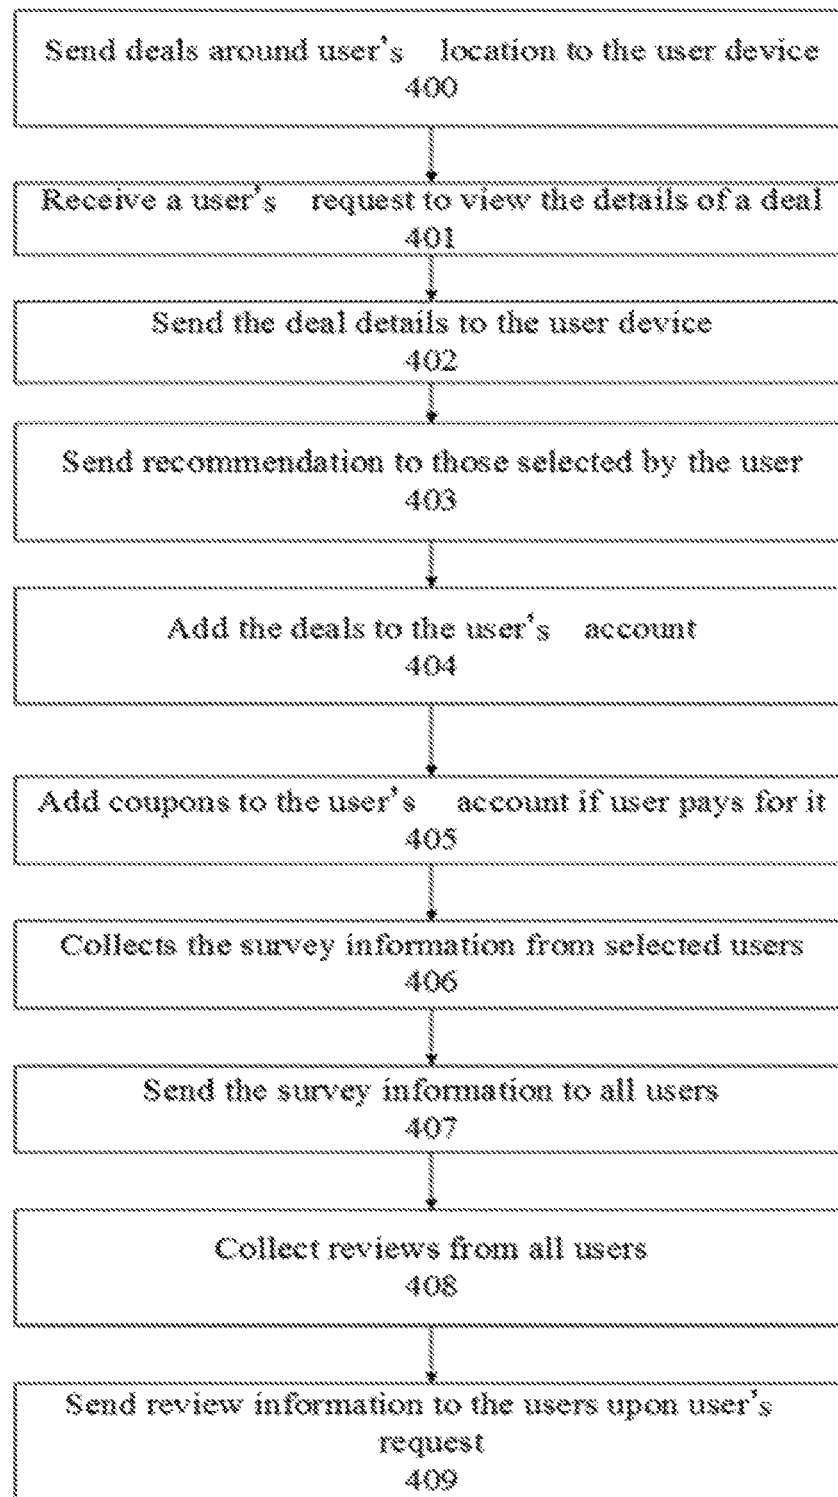 Send deals around user's location to the user device
400
Receive a user's request to view the details of a deal
401
Send the deal details to the user device
402
Send recommendation to those selected by the user
403
Add the deals to the user's account
404
Add coupons to the user's account if user pays for it
405
Collects the survey information from selected users
406
Send the survey information to all users
407
Collect reviews from all users
408
Send review information to the users upon user's
request
409